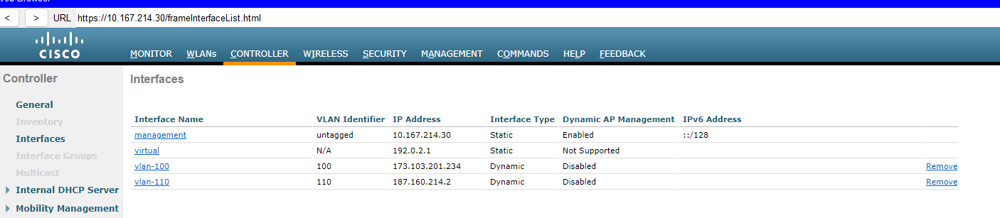 Web Browser
< > URL https://10.167.214.30/frameInterfaceList.html
CISCO
MONITOR WLANs CONTROLLER WIRELESS SECURITY MANAGEMENT COMMANDS HELP FEEDBACK
Controller
General
Inventory
Interfaces
Interface Groups
Multicast
Internal DHCP Server
Mobility Management
Interfaces
Interface Name VLAN Identifier IP Address Interface Type Dynamic AP Management IPv6 Address
management untagged 10.167.214.30 Static Enabled ::/128
virtual N/A 192.0.2.1 Static Not Supported
vlan-100 100 173.103.201.234 Dynamic Disabled Remove
vlan-110 110 187.160.214.2 Dynamic Disabled Remove